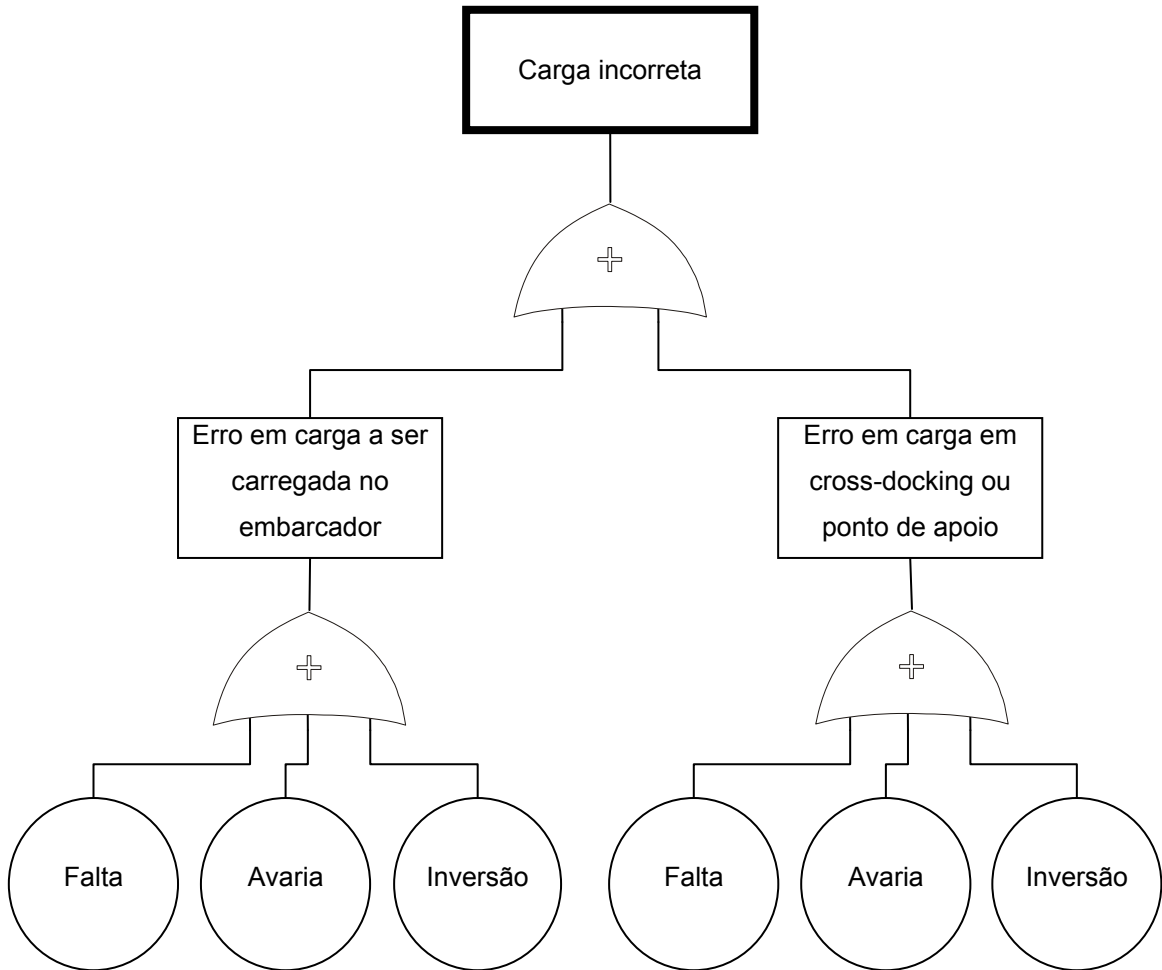 Carga incorreta
Erro em carga a ser
carregada no
embarcador
Erro em carga em
cross-docking ou
ponto de apoio
Falta
Avaria
Inversão
Falta
Avaria
Inversão